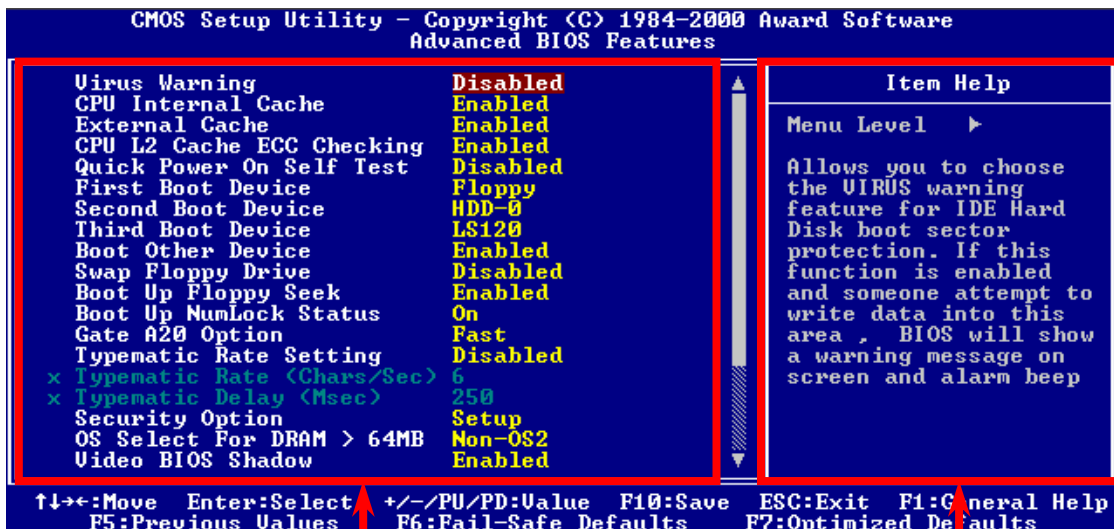 CMOS Setup Utility - Copyright (C) 1984-2000 Award Software
Advanced BIOS Features
Virus Warning Disabled
CPU Internal Cache Enabled
External Cache Enabled
CPU L2 Cache ECC Checking Enabled
Quick Power On Self Test Disabled
First Boot Device Floppy
Second Boot Device HDD-0
Third Boot Device LS120
Boot Other Device Enabled
Swap Floppy Drive Disabled
Boot Up Floppy Seek Enabled
Boot Up NumLock Status On
Gate A20 Option Fast
Typematic Rate Setting Disabled
x Typematic Rate (Chars/Sec) 6
x Typematic Delay (Msec) 250
Security Option Setup
OS Select For DRAM > 64MB Non-OS2
Video BIOS Shadow Enabled
Item Help
Menu Level ►
Allows you to choose
the VIRUS warning
feature for IDE Hard
Disk boot sector
protection. If this
function is enabled
and someone attempt to
write data into this
area , BIOS will show
a warning message on
screen and alarm beep
↑↓→←:Move Enter:Select +/-/PU/PD:Value F10:Save ESC:Exit F1:General Help
F5:Previous Values F6:Fail-Safe Defaults F7:Optimized Defaults